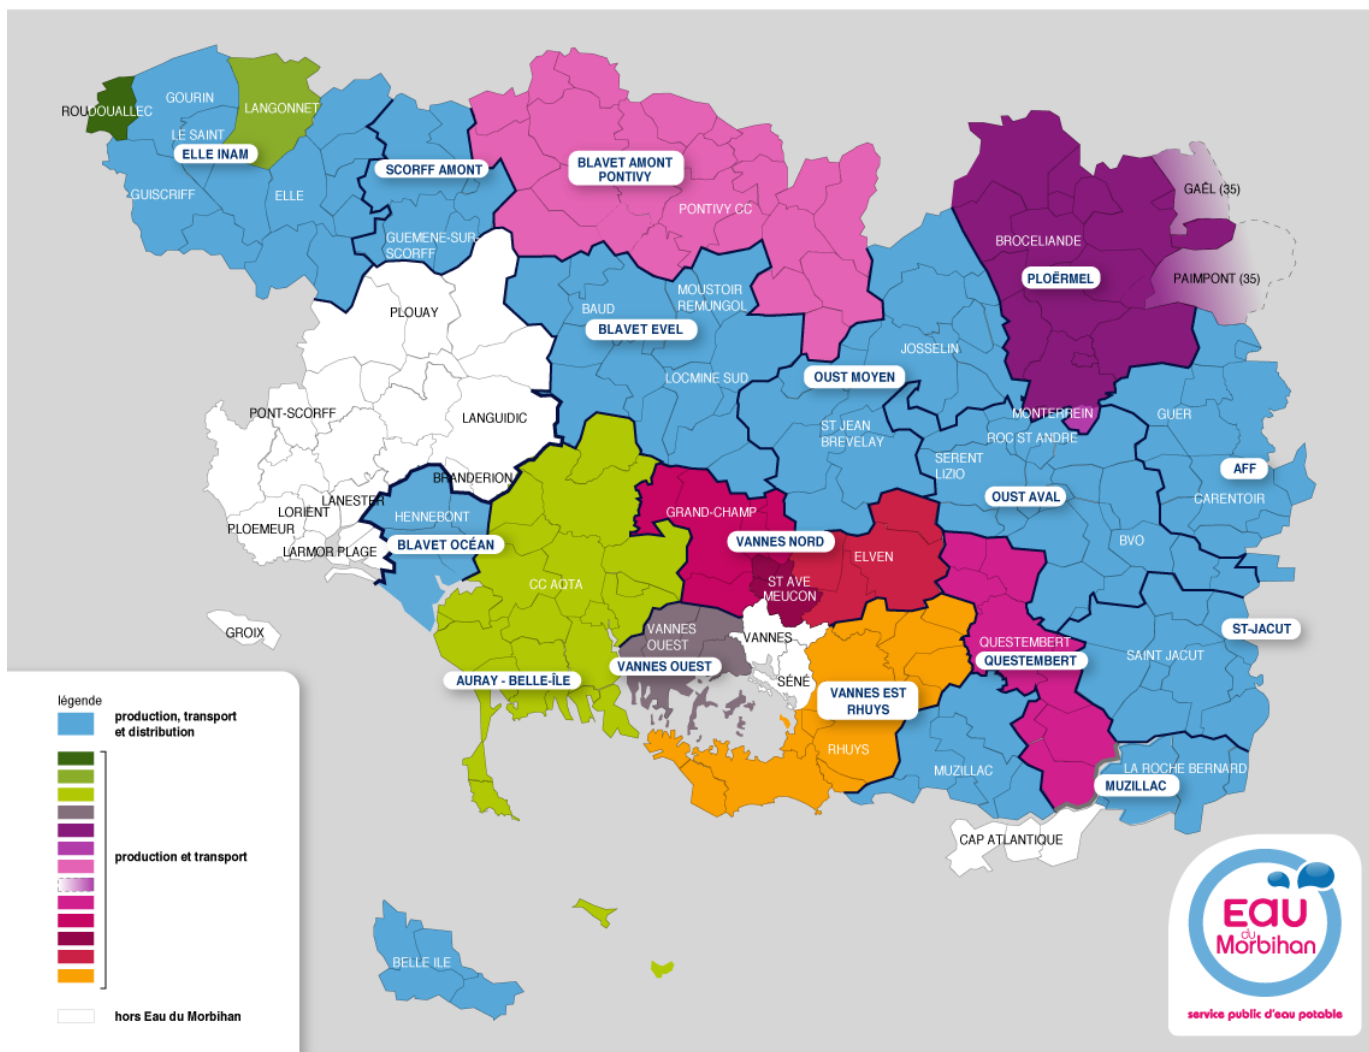 ROUDOUALLEC
GOURIN
LANGONNET
LE SAINT
ELLE INAM
GUISCRIFF
ELLE
SCORFF AMONT
GUEMENE-SUR-
SCORFF
BLAVET AMONT
PONTIVY
PONTIVY CC
GAËL (35)
BROCELIANDE
PLOËRMEL
PAIMPONT (35)
PLOUAY
BAUD
MOUSTOIR
REMUNGOL
BLAVET EVEL
LOCMINE SUD
JOSSELIN
OUST MOYEN
PONT-SCORFF
LANGUIDIC
ST JEAN
BREVELAY
MONTERREIN
ROC ST ANDRE
GUER
SERENT
LIZIO
AFF
BRANDERION
LANESTER
LORIENT
PLOEMEUR
HENNEBONT
LARMOR PLAGE
BLAVET OCÉAN
GRAND-CHAMP
VANNES NORD
OUST AVAL
CARENTOIR
BVO
ELVEN
CC AQTA
ST AVE
MEUCON
GROIX
VANNES
OUEST
VANNES
VANNES OUEST
SÉNÉ
QUESTEMBERT
QUESTEMBERT
ST-JACUT
SAINT JACUT
AURAY - BELLE-ÎLE
VANNES EST
RHUYS
RHUYS
MUZILLAC
LA ROCHE BERNARD
MUZILLAC
CAP ATLANTIQUE
BELLE ILE
légende
production, transport
et distribution
production et transport
hors Eau du Morbihan
EAU
du
Morbihan
service public d'eau potable